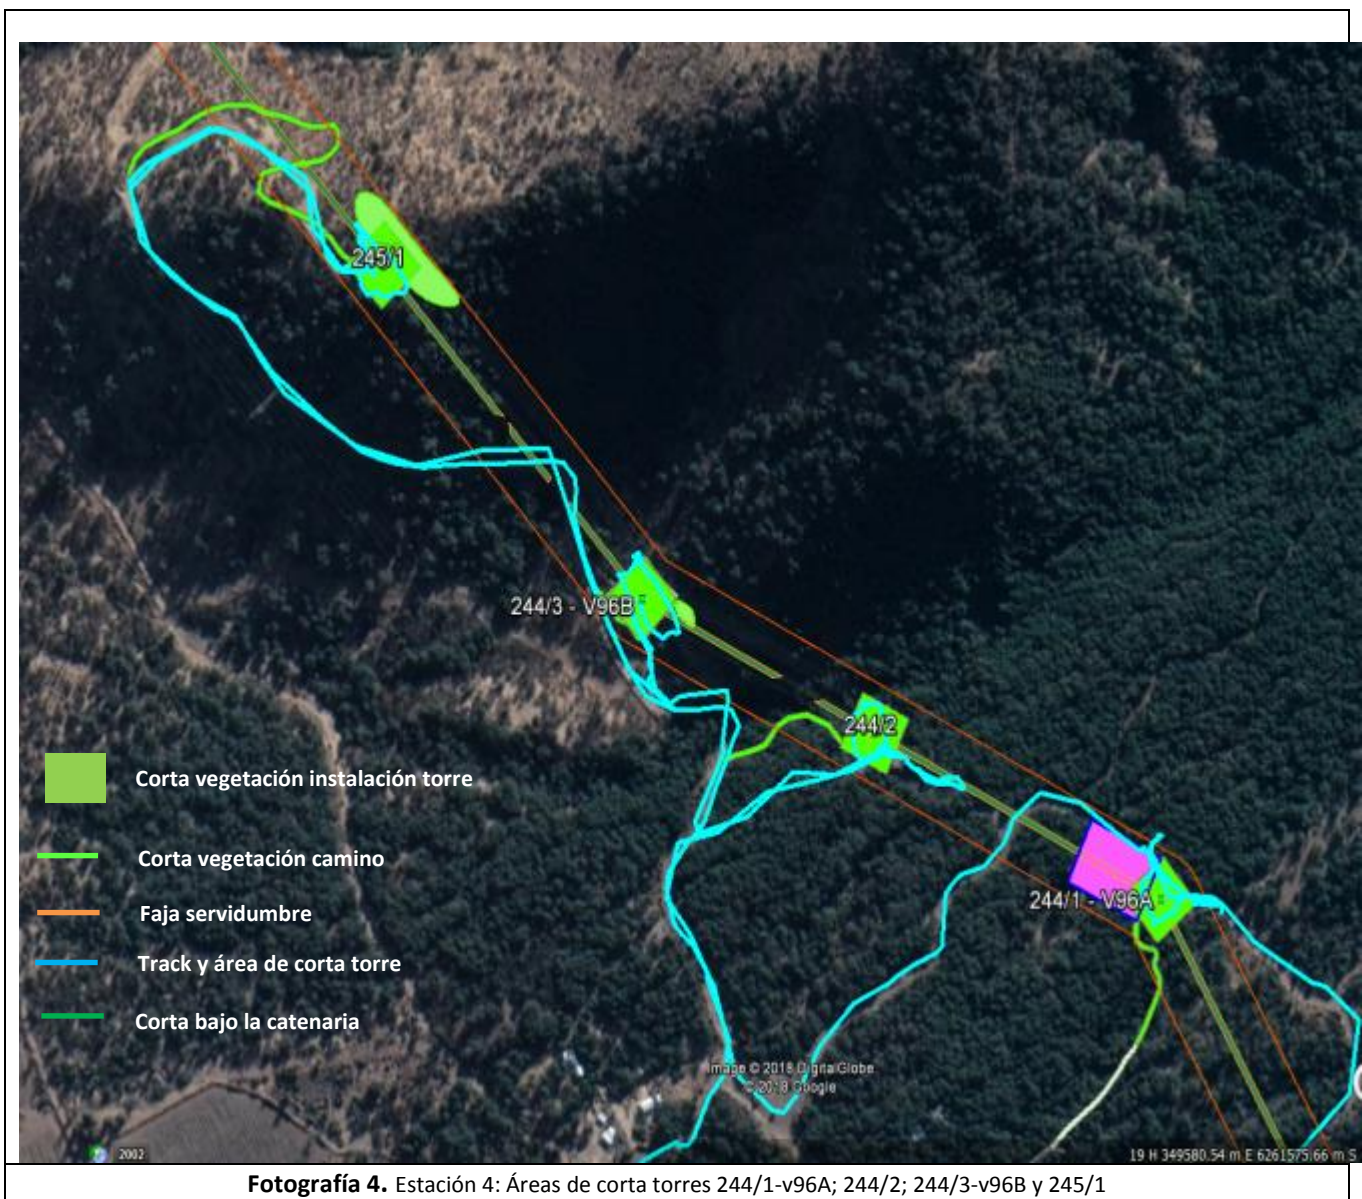 245/1
244/3 - V96B
244/2
244/1 - V96A
Corta vegetación instalación torre
Corta vegetación camino
Faja servidumbre
Track y área de corta torre
Corta bajo la catenaria
Image © 2018 DigitalGlobe
© 2018 Google
2002
19 H 349580.54 m E 6261575.66 m S
Fotografía 4. Estación 4: Áreas de corta torres 244/1-v96A; 244/2; 244/3-v96B y 245/1